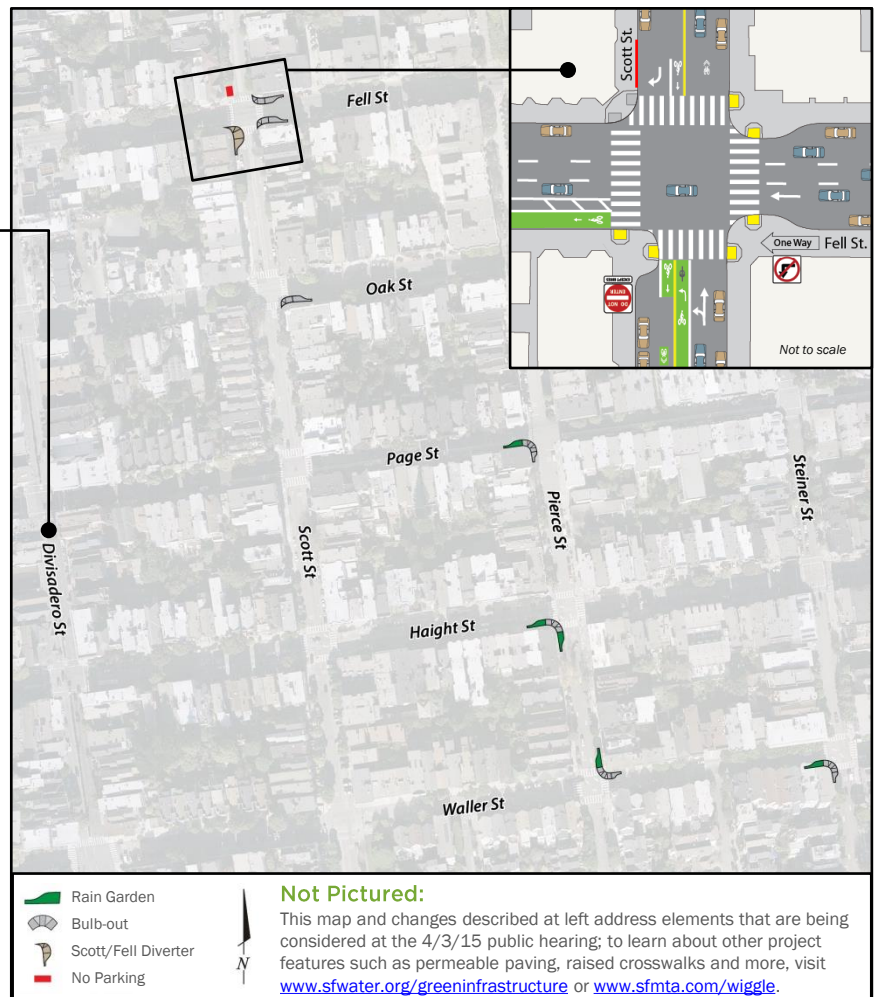 Fell St
Oak St
Page St
Pierce St
Steiner St
Scott St
Divisadero St
Haight St
Waller St
Scott St.
One Way
Fell St.
EXCEPT BIKES
DO NOT
ENTER
Not to scale
Rain Garden
Bulb-out
Scott/Fell Diverter
No Parking
N
Not Pictured:
This map and changes described at left address elements that are being
considered at the 4/3/15 public hearing; to learn about other project
features such as permeable paving, raised crosswalks and more, visit
www.sfwater.org/greeninfrastructure or www.sfmta.com/wiggle.